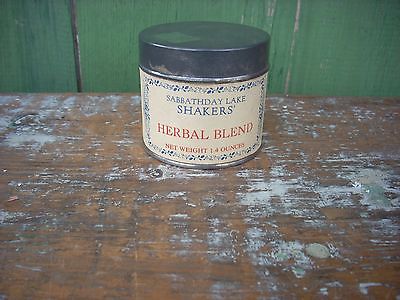 SABBATHDAY LAKE
SHAKERS'
HERBAL BLEND
NET WEIGHT 1.4 OUNCES